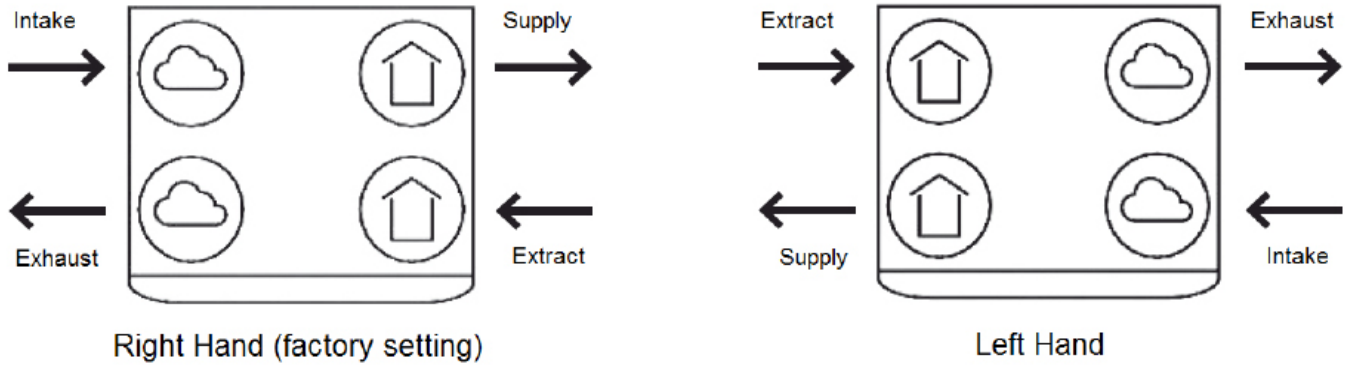 Intake
Supply
Exhaust
Extract
Right Hand (factory setting)
Extract
Exhaust
Supply
Intake
Left Hand